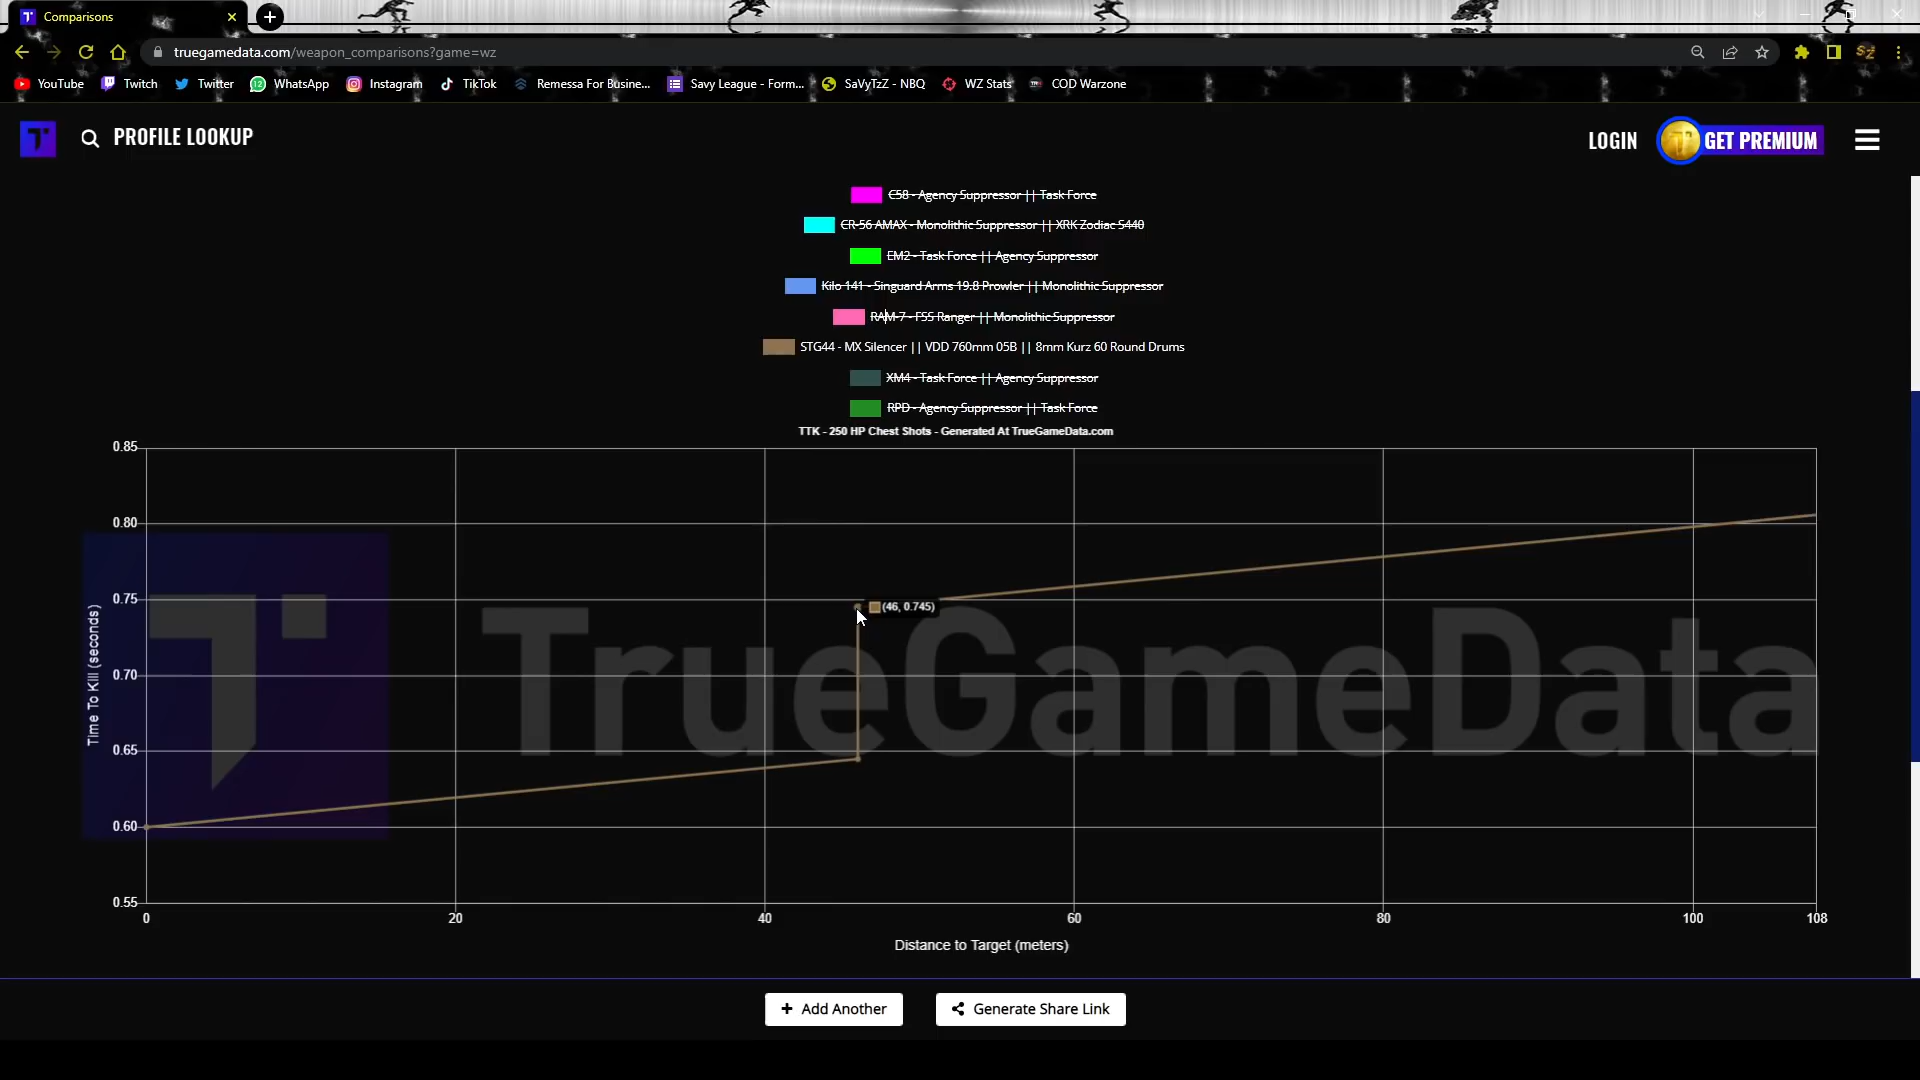 Comparisons
truegamedata.com/weapon_comparisons?game=wz
YouTube Twitch Twitter WhatsApp Instagram TikTok Remessa For Busine... Savy League - Form... SaVyTzZ - NBQ WZ Stats COD Warzone
PROFILE LOOKUP
LOGIN GET PREMIUM
C58 - Agency Suppressor || Task Force
CR-56 AMAX - Monolithic Suppressor || XRK Zodiac S440
EM2 - Task Force || Agency Suppressor
Kilo 141 - Singuard Arms 19.8 Prowler || Monolithic Suppressor
RAM-7 - FSS Ranger || Monolithic Suppressor
STG44 - MX Silencer || VDD 760mm 05B || 8mm Kurz 60 Round Drums
XM4 - Task Force || Agency Suppressor
RPD - Agency Suppressor || Task Force
TTK - 250 HP Chest Shots - Generated At TrueGameData.com
0.85
0.80
0.75
0.70
0.65
0.60
0.55
Time To Kill (seconds)
(46, 0.745)
TrueGameData
0 20 40 60 80 100 108
Distance to Target (meters)
+ Add Another
Generate Share Link